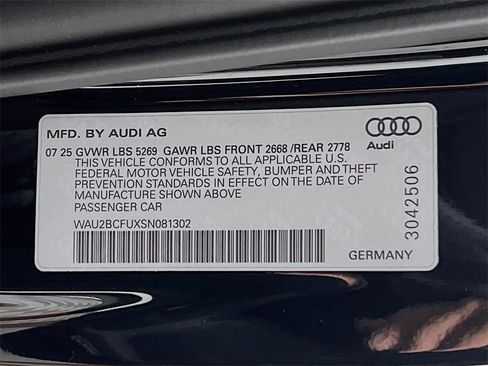 MFD. BY AUDI AG
07 25 GVWR LBS 5269 GAWR LBS FRONT 2668 /REAR 2778
THIS VEHICLE CONFORMS TO ALL APPLICABLE U.S.
FEDERAL MOTOR VEHICLE SAFETY, BUMPER AND THEFT
PREVENTION STANDARDS IN EFFECT ON THE DATE OF
MANUFACTURE SHOWN ABOVE
PASSENGER CAR
WAU2BCFUXSN081302
Audi
3042506
GERMANY